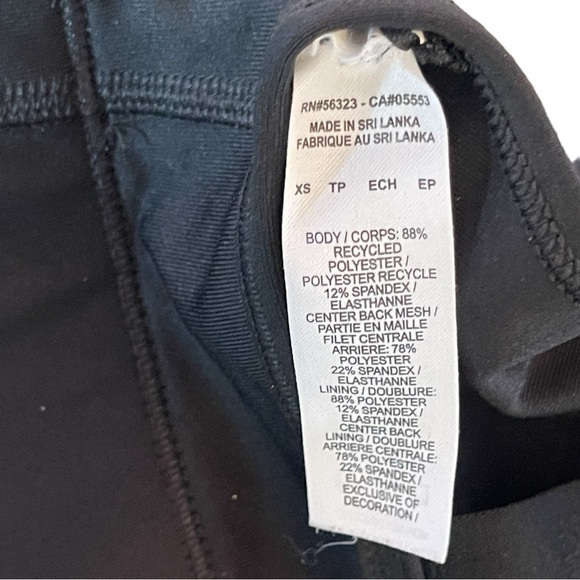 RN#56323 - CA#05553
MADE IN SRI LANKA
FABRIQUE AU SRI LANKA
XS TP ECH EP
BODY / CORPS: 88%
RECYCLED
POLYESTER /
POLYESTER RECYCLE
12% SPANDEX /
ELASTHANNE
CENTER BACK MESH /
PARTIE EN MAILLE
FILET CENTRALE
ARRIERE: 78%
POLYESTER
22% SPANDEX /
ELASTHANNE
LINING / DOUBLURE:
88% POLYESTER
12% SPANDEX /
ELASTHANNE
CENTER BACK
LINING / DOUBLURE
ARRIERE CENTRALE:
78% POLYESTER
22% SPANDEX /
ELASTHANNE
EXCLUSIVE OF
DECORATION /